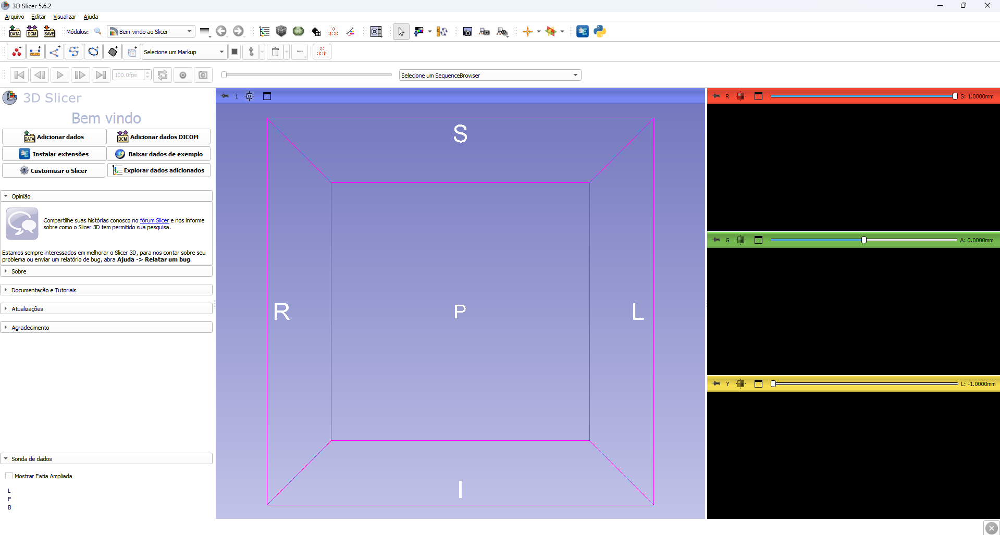 3D Slicer 5.6.2
Arquivo Editar Visualizar Ajuda
DATA DCM SAVE Módulos: Bem-vindo ao Slicer
Selecione um Markup
100.0fps Selecione um SequenceBrowser
3D Slicer
Bem vindo
DATA Adicionar dados DCM Adicionar dados DICOM
Instalar extensões Baixar dados de exemplo
Customizar o Slicer Explorar dados adicionados
Opinião
Compartilhe suas histórias conosco no fórum Slicer e nos informe
sobre como o Slicer 3D tem permitido sua pesquisa.
Estamos sempre interessados em melhorar o Slicer 3D, para nos contar sobre seu
problema ou enviar um relatório de bug, abra Ajuda -> Relatar um bug.
Sobre
Documentação e Tutoriais
Atualizações
Agradecimento
Sonda de dados
Mostrar Fatia Ampliada
L
F
B
1
S
R P L
I
R S: 1.0000mm
G A: 0.0000mm
Y L: -1.0000mm